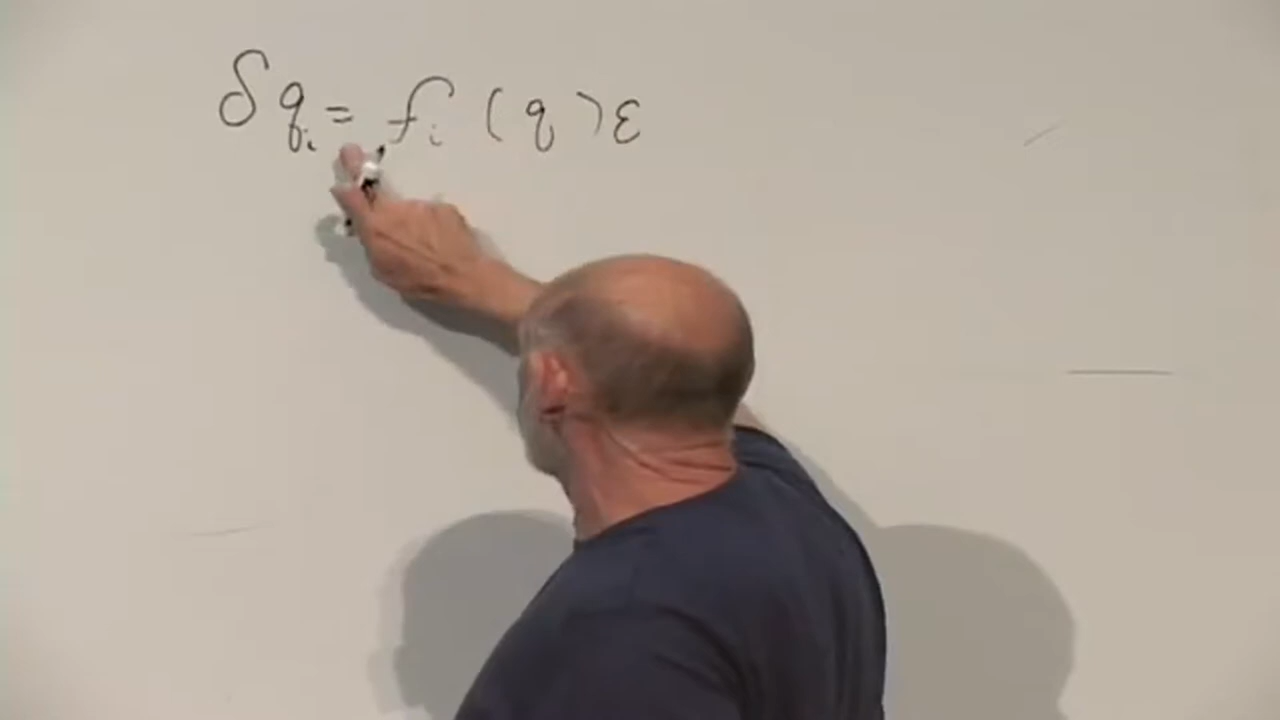 δqᵢ = fᵢ (q) ε